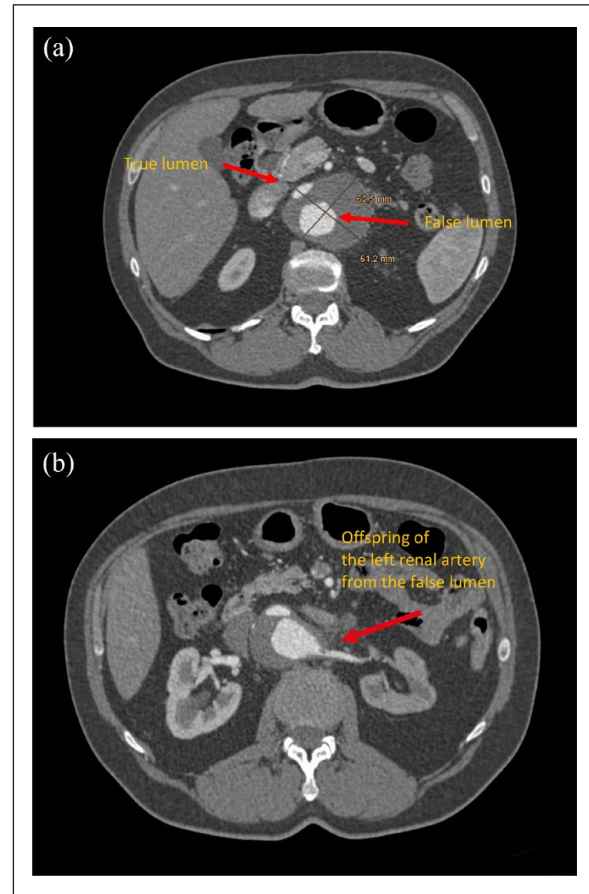 (a)
True lumen
62.5 mm
False lumen
61.2 mm
(b)
Offspring of
the left renal artery
from the false lumen